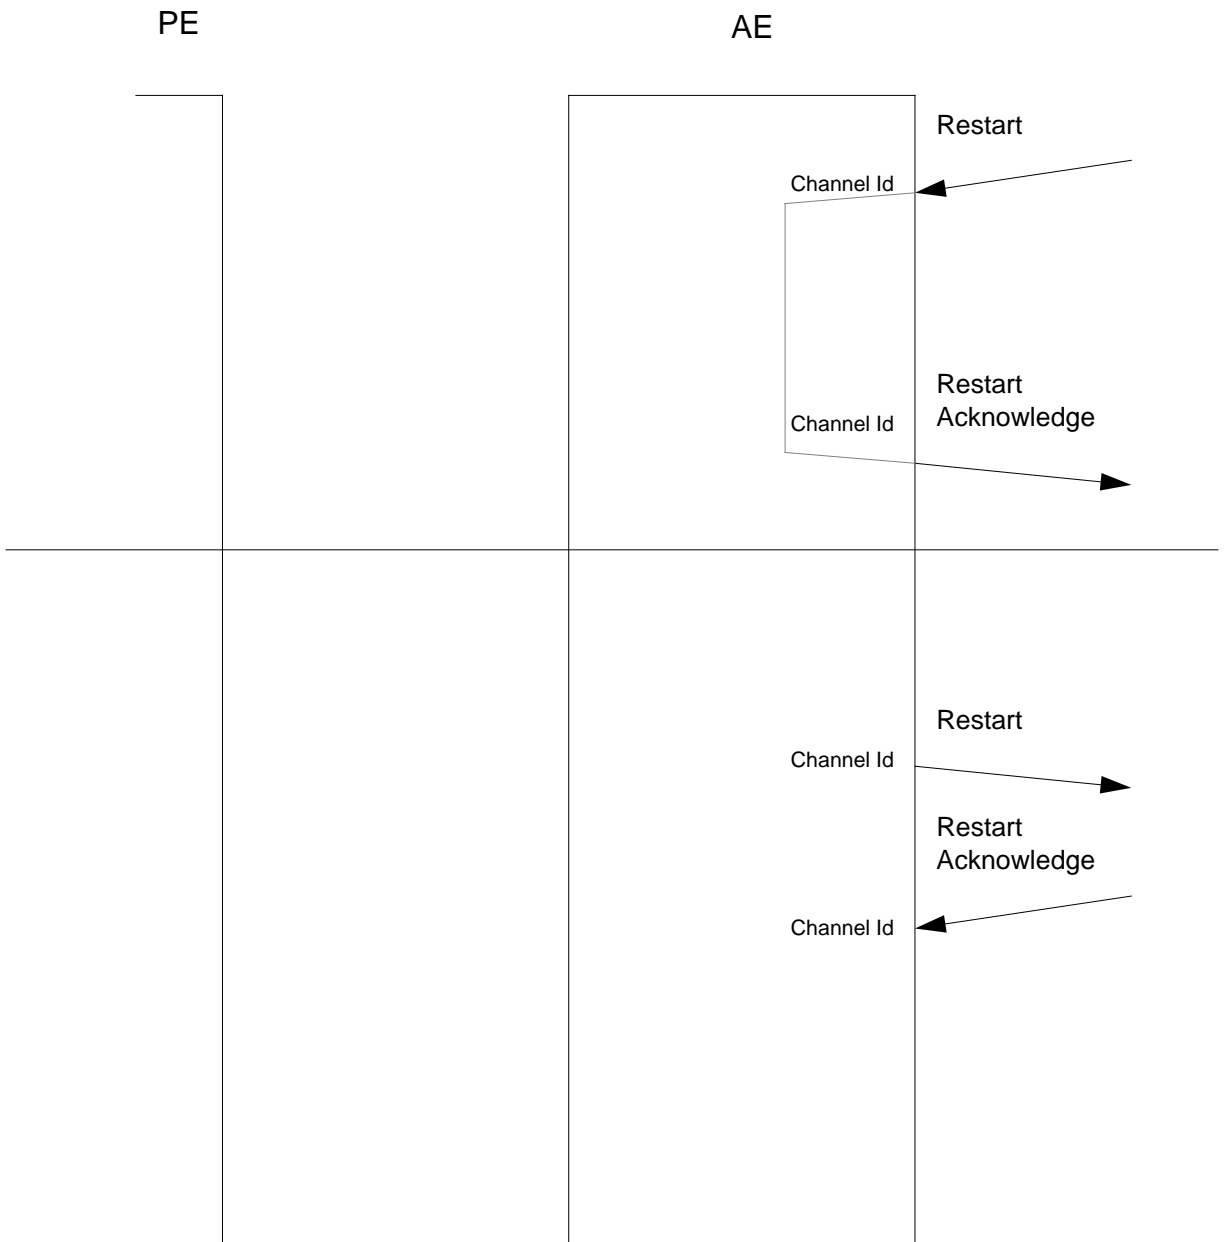 PE
AE
Restart
Channel Id
Restart
Acknowledge
Channel Id
Restart
Channel Id
Restart
Acknowledge
Channel Id